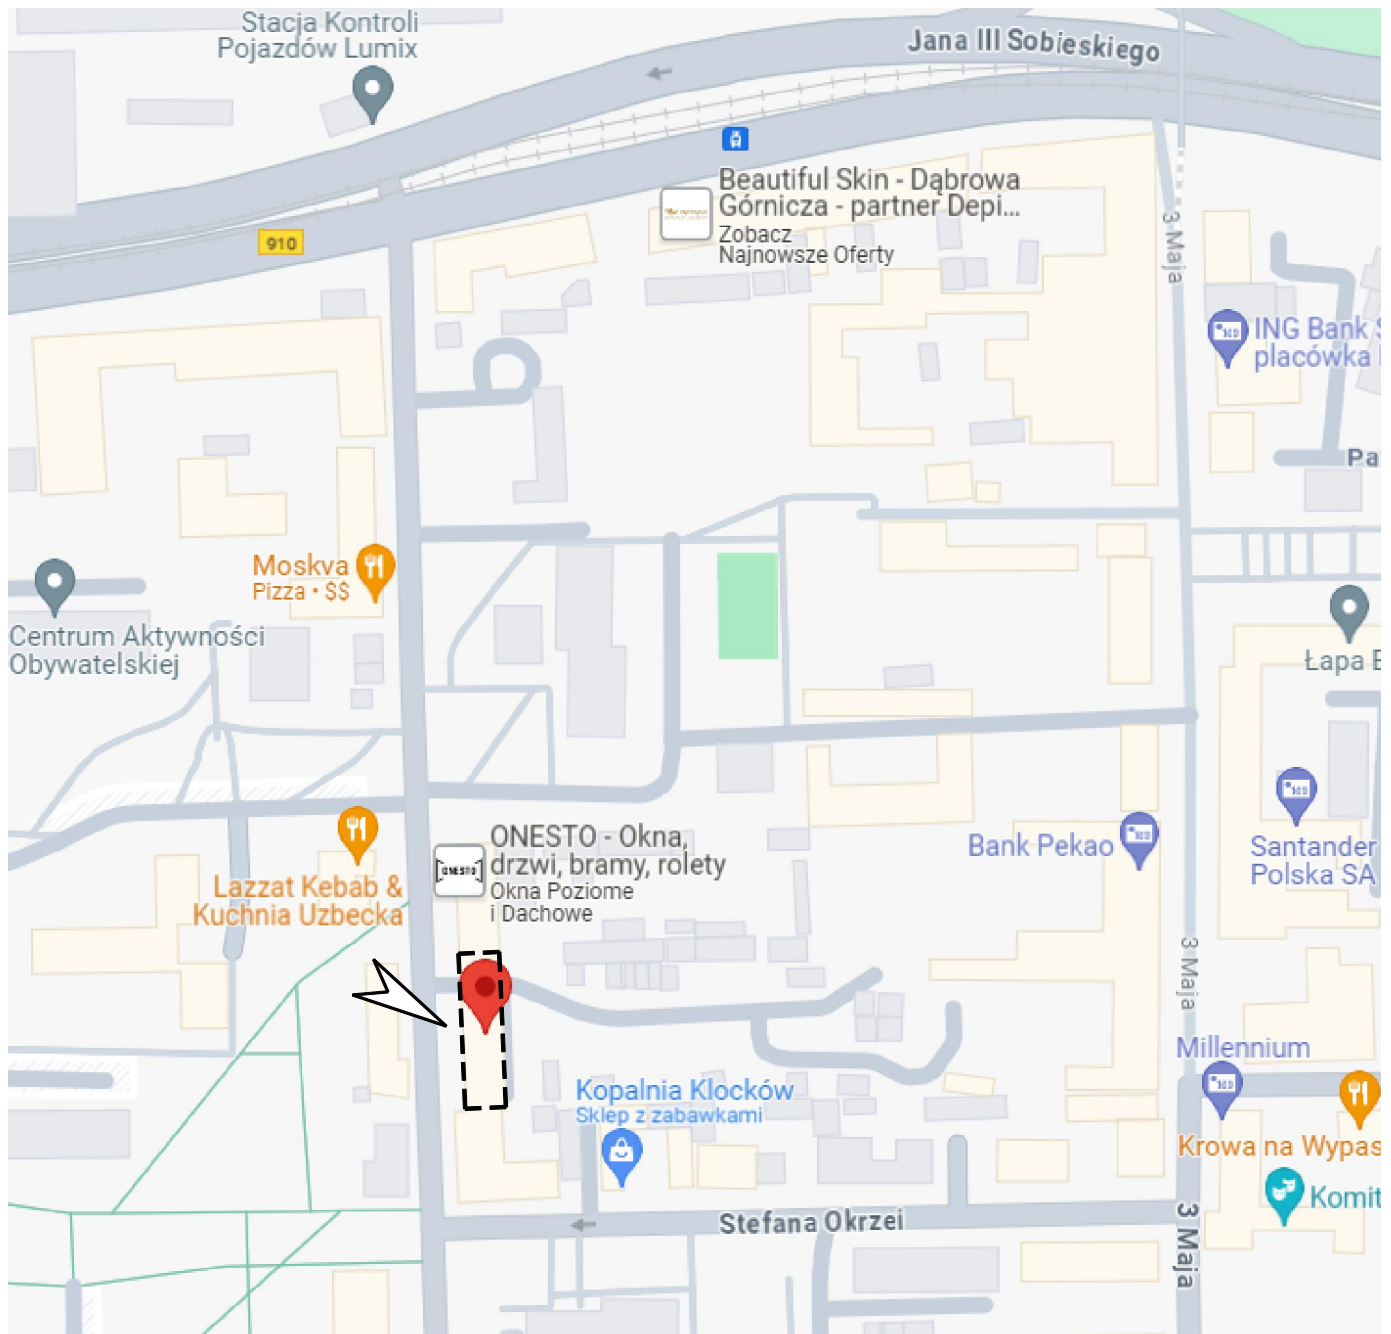 Stacja Kontroli
Pojazdów Lumix
Jana III Sobieskiego
Beautiful Skin - Dąbrowa
Górnicza - partner Depi...
Zobacz
Najnowsze Oferty
910
3 Maja
ING Bank Ś
placówka
Pa
Moskva
Pizza • $$
Centrum Aktywności
Obywatelskiej
Łapa
ONESTO - Okna,
drzwi, bramy, rolety
Okna Poziome
i Dachowe
ONESTO
Lazzat Kebab &
Kuchnia Uzbecka
Bank Pekao
Santander
Polska SA
3 Maja
Millennium
Kopalnia Klocków
Sklep z zabawkami
Krowa na Wypas
Komit
Stefana Okrzei
3 Maja